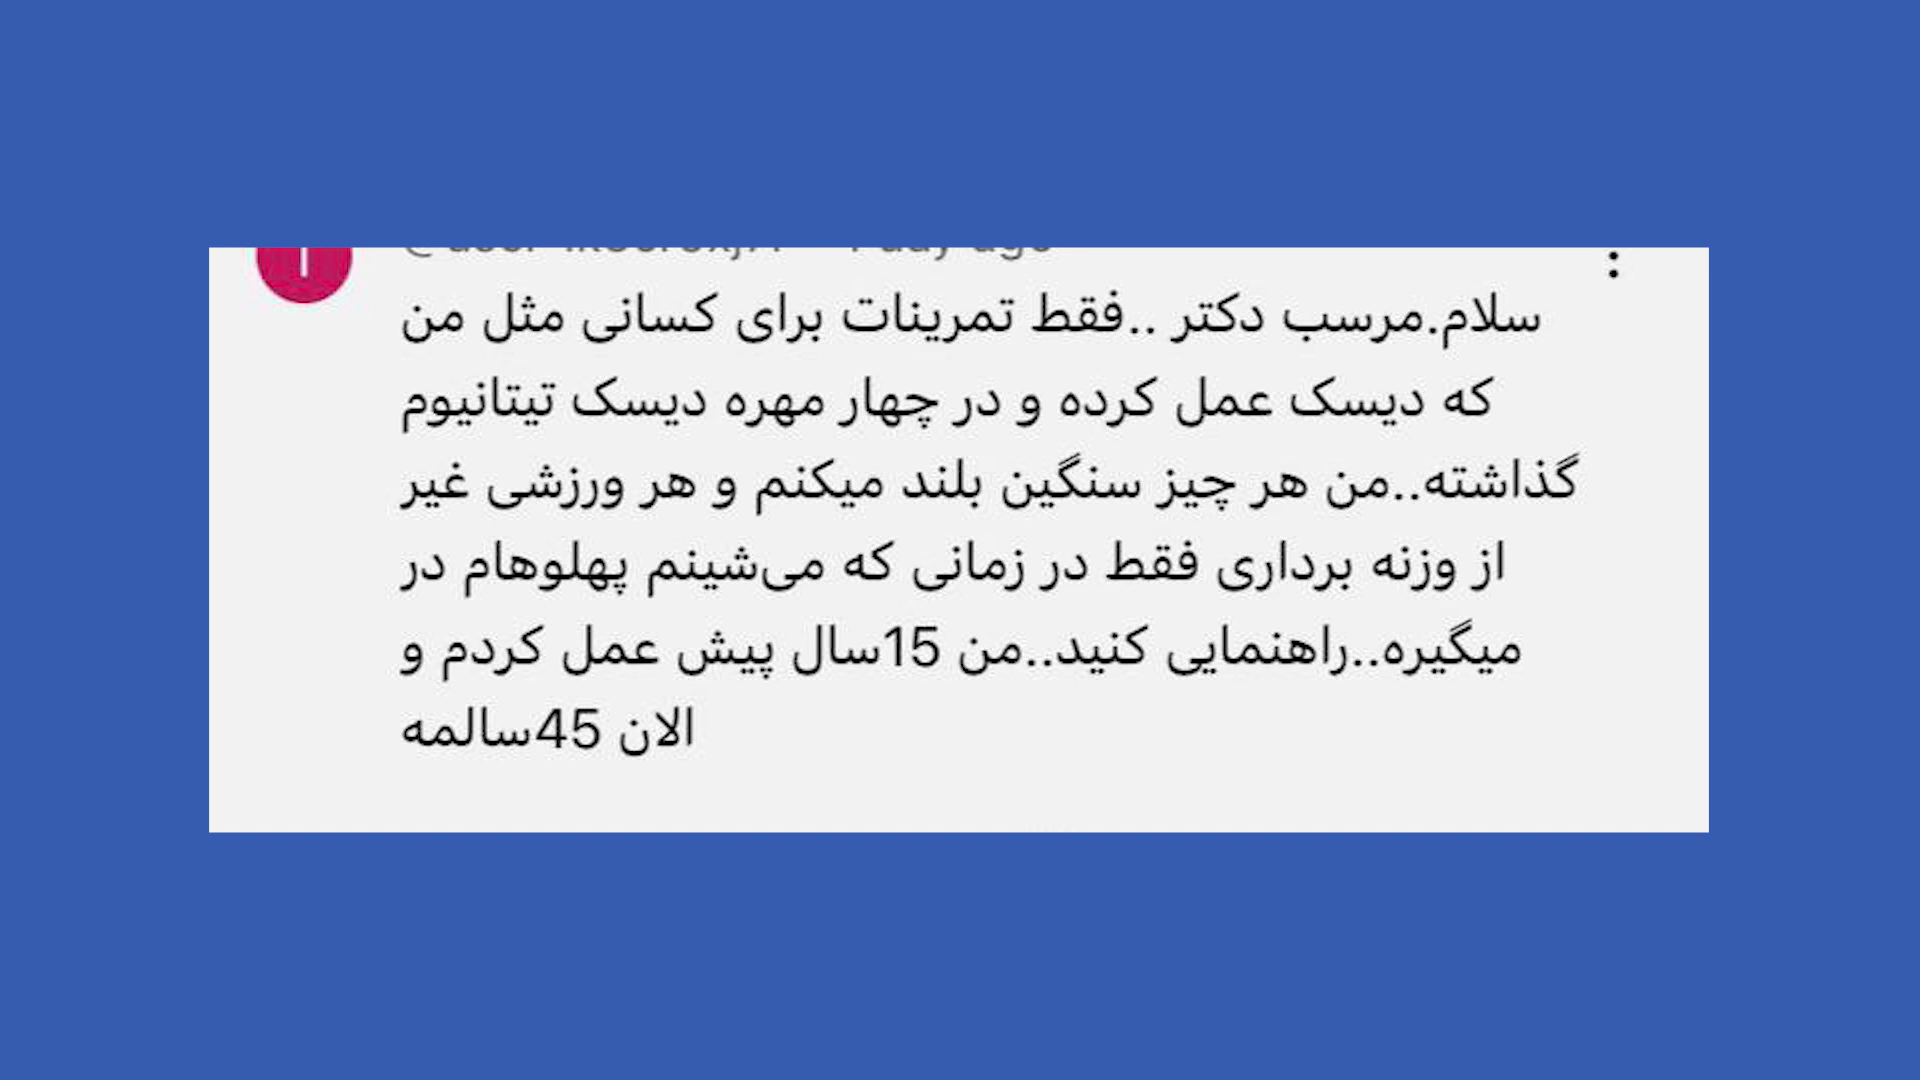 سلام.مرسب دکتر ..فقط تمرینات برای کسانی مثل من
که دیسک عمل کرده و در چهار مهره دیسک تیتانیوم
گذاشته..من هر چیز سنگین بلند میکنم و هر ورزشی غیر
از وزنه برداری فقط در زمانی که می‌شینم پهلوهام در
میگیره..راهنمایی کنید..من 15سال پیش عمل کردم و
الان 45سالمه